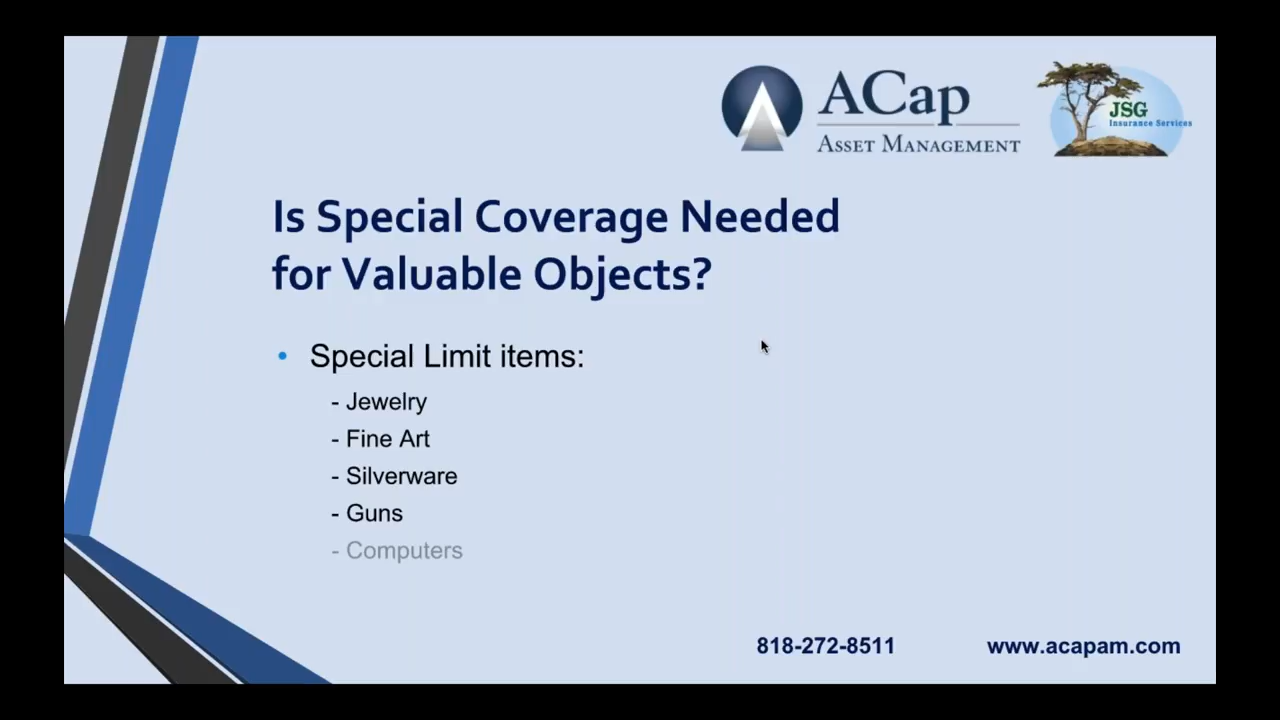 ACap
ASSET MANAGEMENT
JSG
Insurance Services
Is Special Coverage Needed
for Valuable Objects?
• Special Limit items:
- Jewelry
- Fine Art
- Silverware
- Guns
- Computers
818-272-8511
www.acapam.com